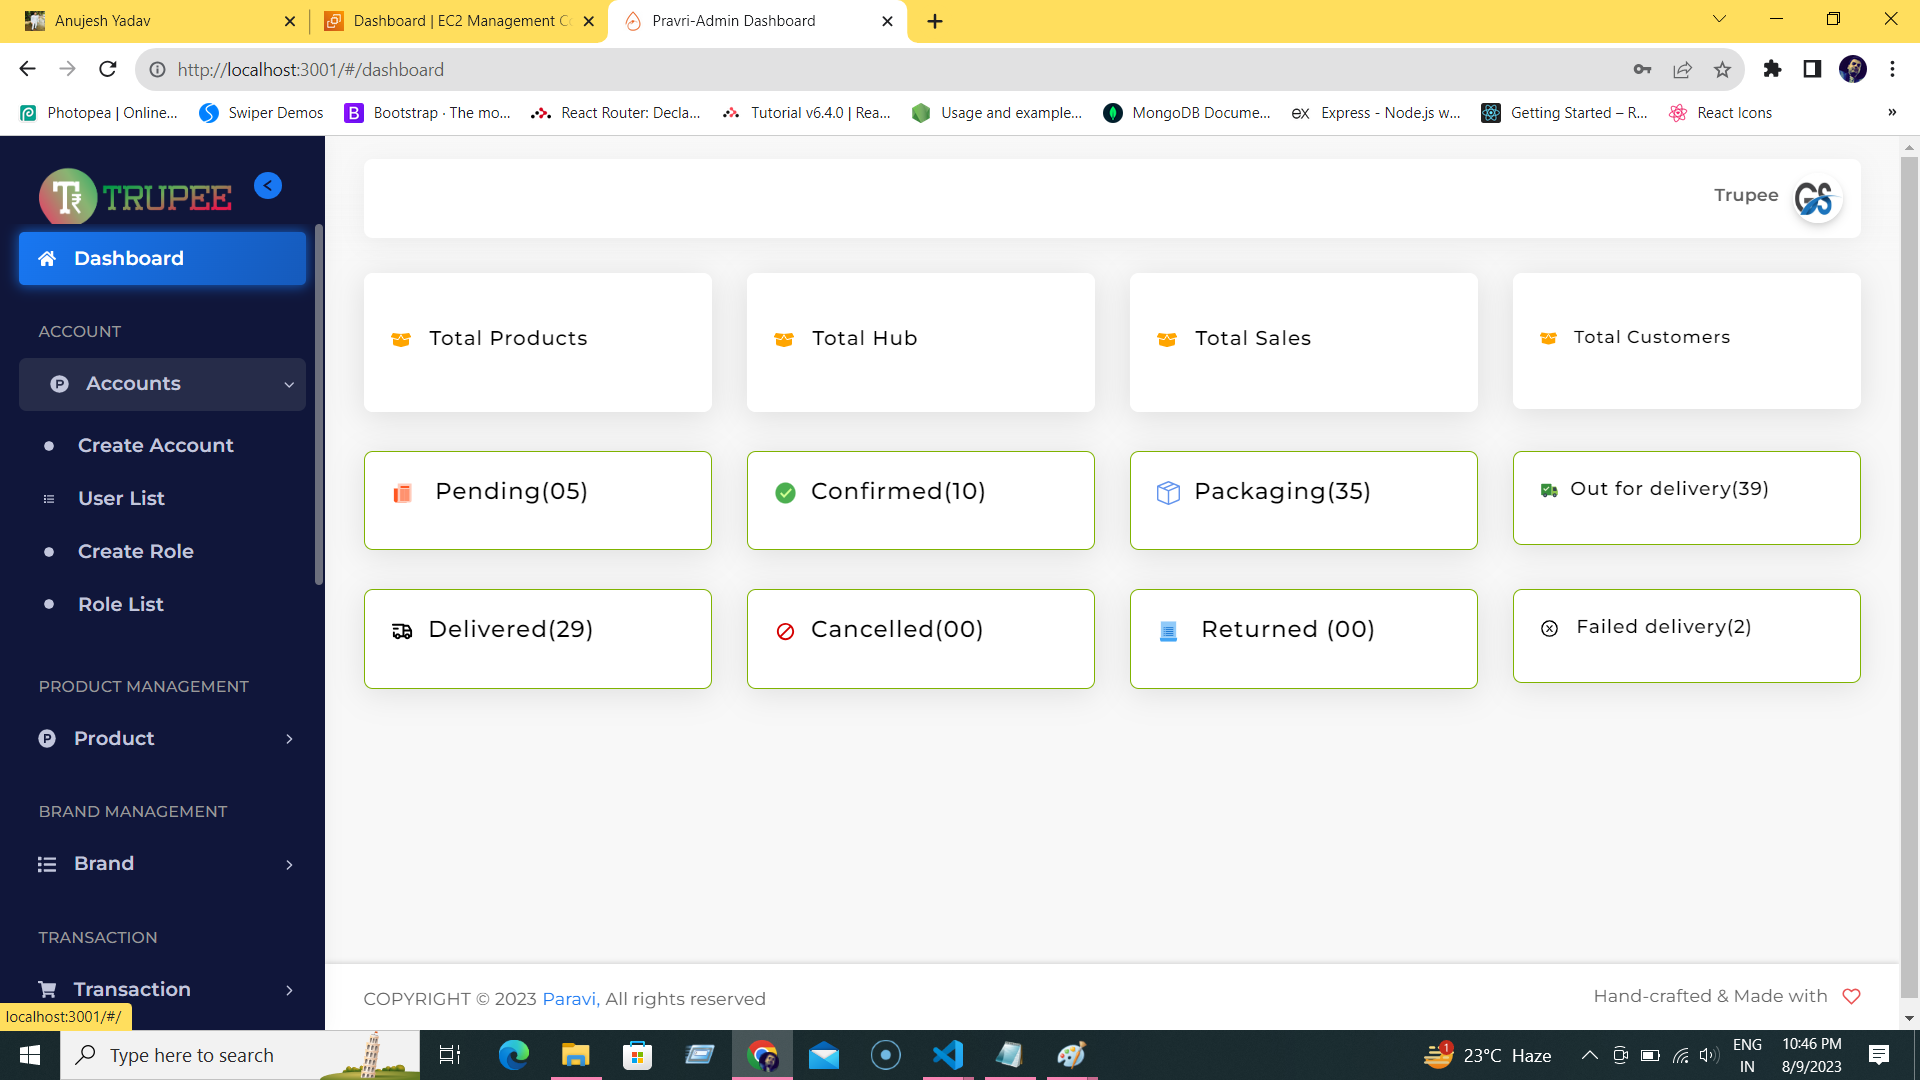 Anujesh Yadav
Dashboard | EC2 Management Co
Pravri-Admin Dashboard
http://localhost:3001/#/dashboard
Photopea | Online...
Swiper Demos
Bootstrap · The mo...
React Router: Decla...
Tutorial v6.4.0 | Rea...
Usage and example...
MongoDB Docume...
Express - Node.js w...
Getting Started – R...
React Icons
»
TRUPEE
Dashboard
ACCOUNT
Accounts
Create Account
User List
Create Role
Role List
PRODUCT MANAGEMENT
Product
BRAND MANAGEMENT
Brand
TRANSACTION
Transaction
localhost:3001/#/
Trupee
GS
Total Products
Total Hub
Total Sales
Total Customers
Pending(05)
Confirmed(10)
Packaging(35)
Out for delivery(39)
Delivered(29)
Cancelled(00)
Returned (00)
Failed delivery(2)
COPYRIGHT © 2023 Paravi, All rights reserved
Hand-crafted & Made with
Type here to search
1
23°C Haze
ENG
IN
10:46 PM
8/9/2023